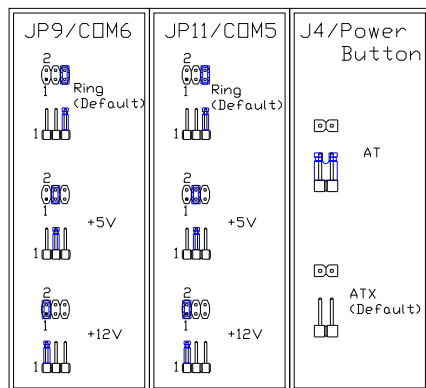 JP9/COM6
2
1
Ring
(Default)
1
2
1
+5V
1
2
1
+12V
1
JP11/COM5
2
1
Ring
(Default)
1
2
1
+5V
1
2
1
+12V
1
J4/Power
Button
AT
ATX
(Default)